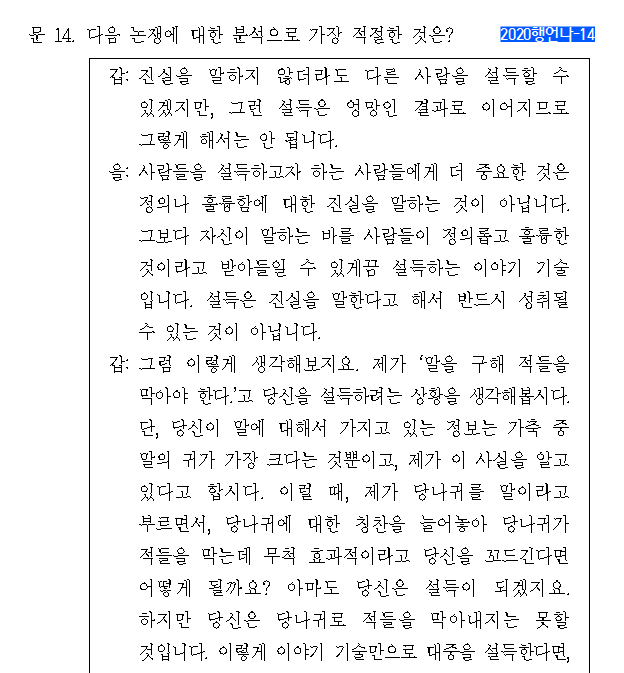 문 14. 다음 논쟁에 대한 분석으로 가장 적절한 것은? 2020행언나-14
갑: 진실을 말하지 않더라도 다른 사람을 설득할 수
있겠지만, 그런 설득은 엉망인 결과로 이어지므로
그렇게 해서는 안 됩니다.
을: 사람들을 설득하고자 하는 사람들에게 더 중요한 것은
정의나 훌륭함에 대한 진실을 말하는 것이 아닙니다.
그보다 자신이 말하는 바를 사람들이 정의롭고 훌륭한
것이라고 받아들일 수 있게끔 설득하는 이야기 기술
입니다. 설득은 진실을 말한다고 해서 반드시 성취될
수 있는 것이 아닙니다.
갑: 그럼 이렇게 생각해보지요. 제가 ‘말을 구해 적들을
막아야 한다.’고 당신을 설득하려는 상황을 생각해봅시다.
단, 당신이 말에 대해서 가지고 있는 정보는 가축 중
말의 귀가 가장 크다는 것뿐이고, 제가 이 사실을 알고
있다고 합시다. 이럴 때, 제가 당나귀를 말이라고
부르면서, 당나귀에 대한 칭찬을 늘어놓아 당나귀가
적들을 막는데 무척 효과적이라고 당신을 꼬드긴다면
어떻게 될까요? 아마도 당신은 설득이 되겠지요.
하지만 당신은 당나귀로 적들을 막아내지는 못할
것입니다. 이렇게 이야기 기술만으로 대중을 설득한다면,